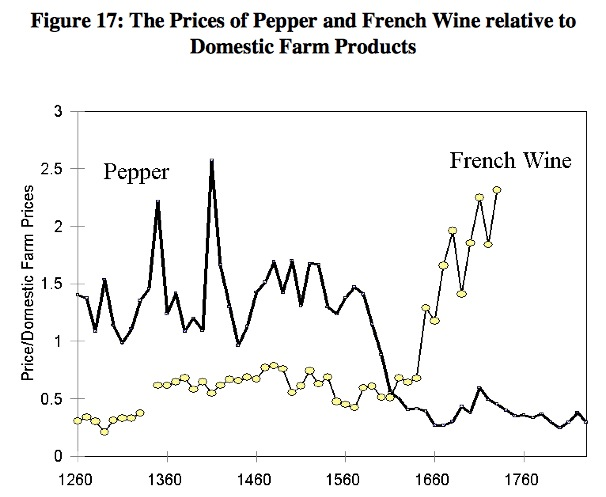 Figure 17: The Prices of Pepper and French Wine relative to
Domestic Farm Products
3
2.5
2
1.5
1
0.5
0
Price/Domestic Farm Prices
Pepper
French Wine
1260
1360
1460
1560
1660
1760